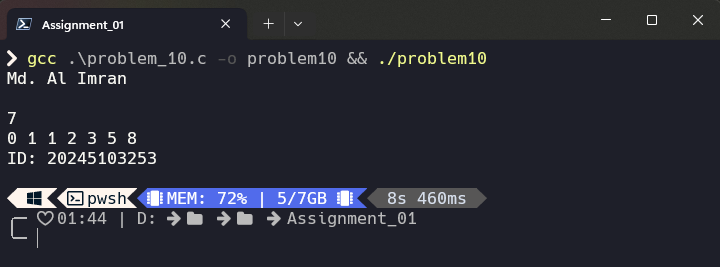 Assignment_01
gcc .\problem_10.c -o problem10 && ./problem10
Md. Al Imran
7
0 1 1 2 3 5 8
ID: 20245103253
pwsh MEM: 72% | 5/7GB 8s 460ms
01:44 | D: Assignment_01